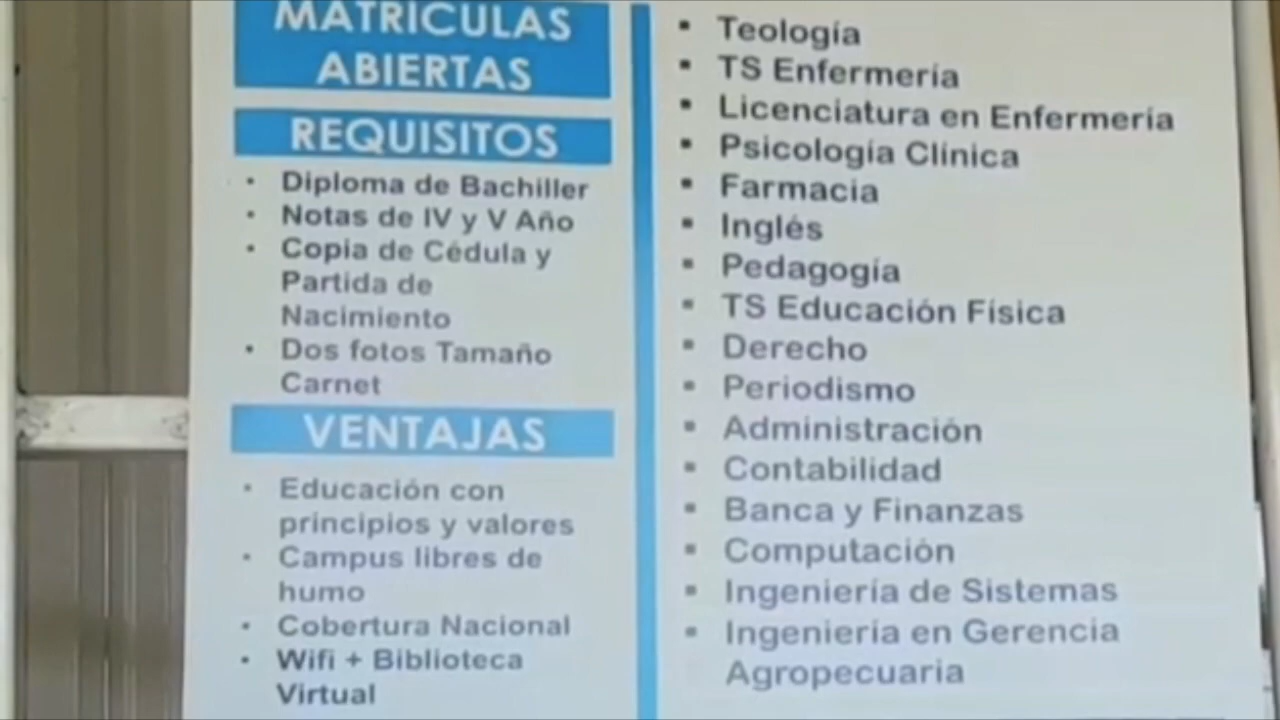 MATRICULAS
ABIERTAS
REQUISITOS
• Diploma de Bachiller
• Notas de IV y V Año
• Copia de Cédula y
Partida de
Nacimiento
• Dos fotos Tamaño
Carnet
VENTAJAS
• Educación con
principios y valores
• Campus libres de
humo
• Cobertura Nacional
• Wifi + Biblioteca
Virtual
▪ Teología
▪ TS Enfermería
▪ Licenciatura en Enfermería
▪ Psicología Clínica
▪ Farmacia
▪ Inglés
▪ Pedagogía
▪ TS Educación Física
▪ Derecho
▪ Periodismo
▪ Administración
▪ Contabilidad
▪ Banca y Finanzas
▪ Computación
▪ Ingeniería de Sistemas
▪ Ingeniería en Gerencia
Agropecuaria